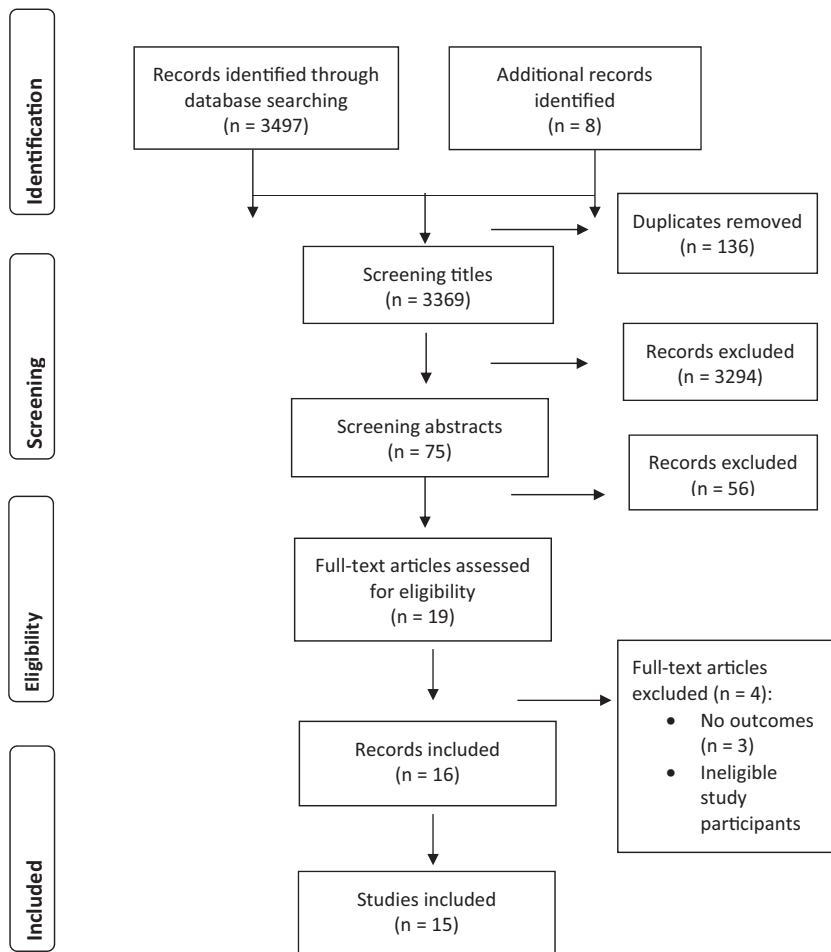 Identification
Records identified through
database searching
(n = 3497)
Additional records
identified
(n = 8)
Duplicates removed
(n = 136)
Screening
Screening titles
(n = 3369)
Records excluded
(n = 3294)
Screening abstracts
(n = 75)
Records excluded
(n = 56)
Eligibility
Full-text articles assessed
for eligibility
(n = 19)
Full-text articles
excluded (n = 4):
• No outcomes
(n = 3)
• Ineligible
study
participants
Included
Records included
(n = 16)
Studies included
(n = 15)